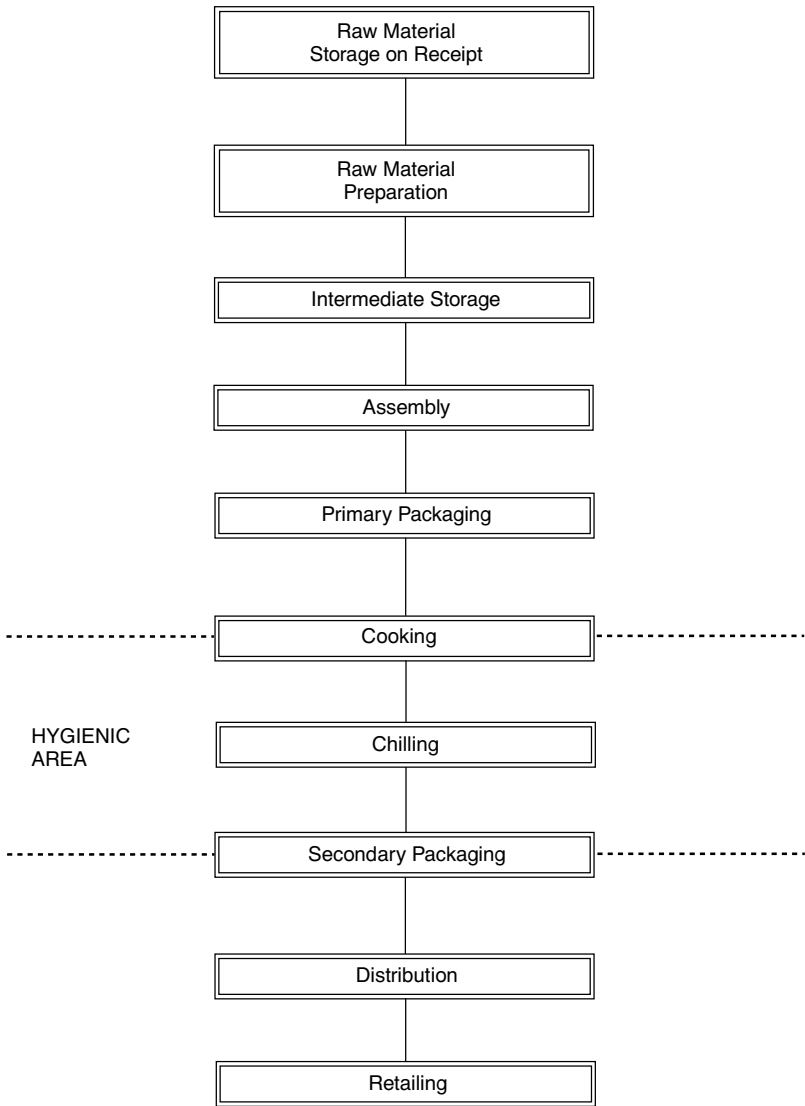 Raw Material
Storage on Receipt
Raw Material
Preparation
Intermediate Storage
Assembly
Primary Packaging
Cooking
HYGIENIC
AREA
Chilling
Secondary Packaging
Distribution
Retailing